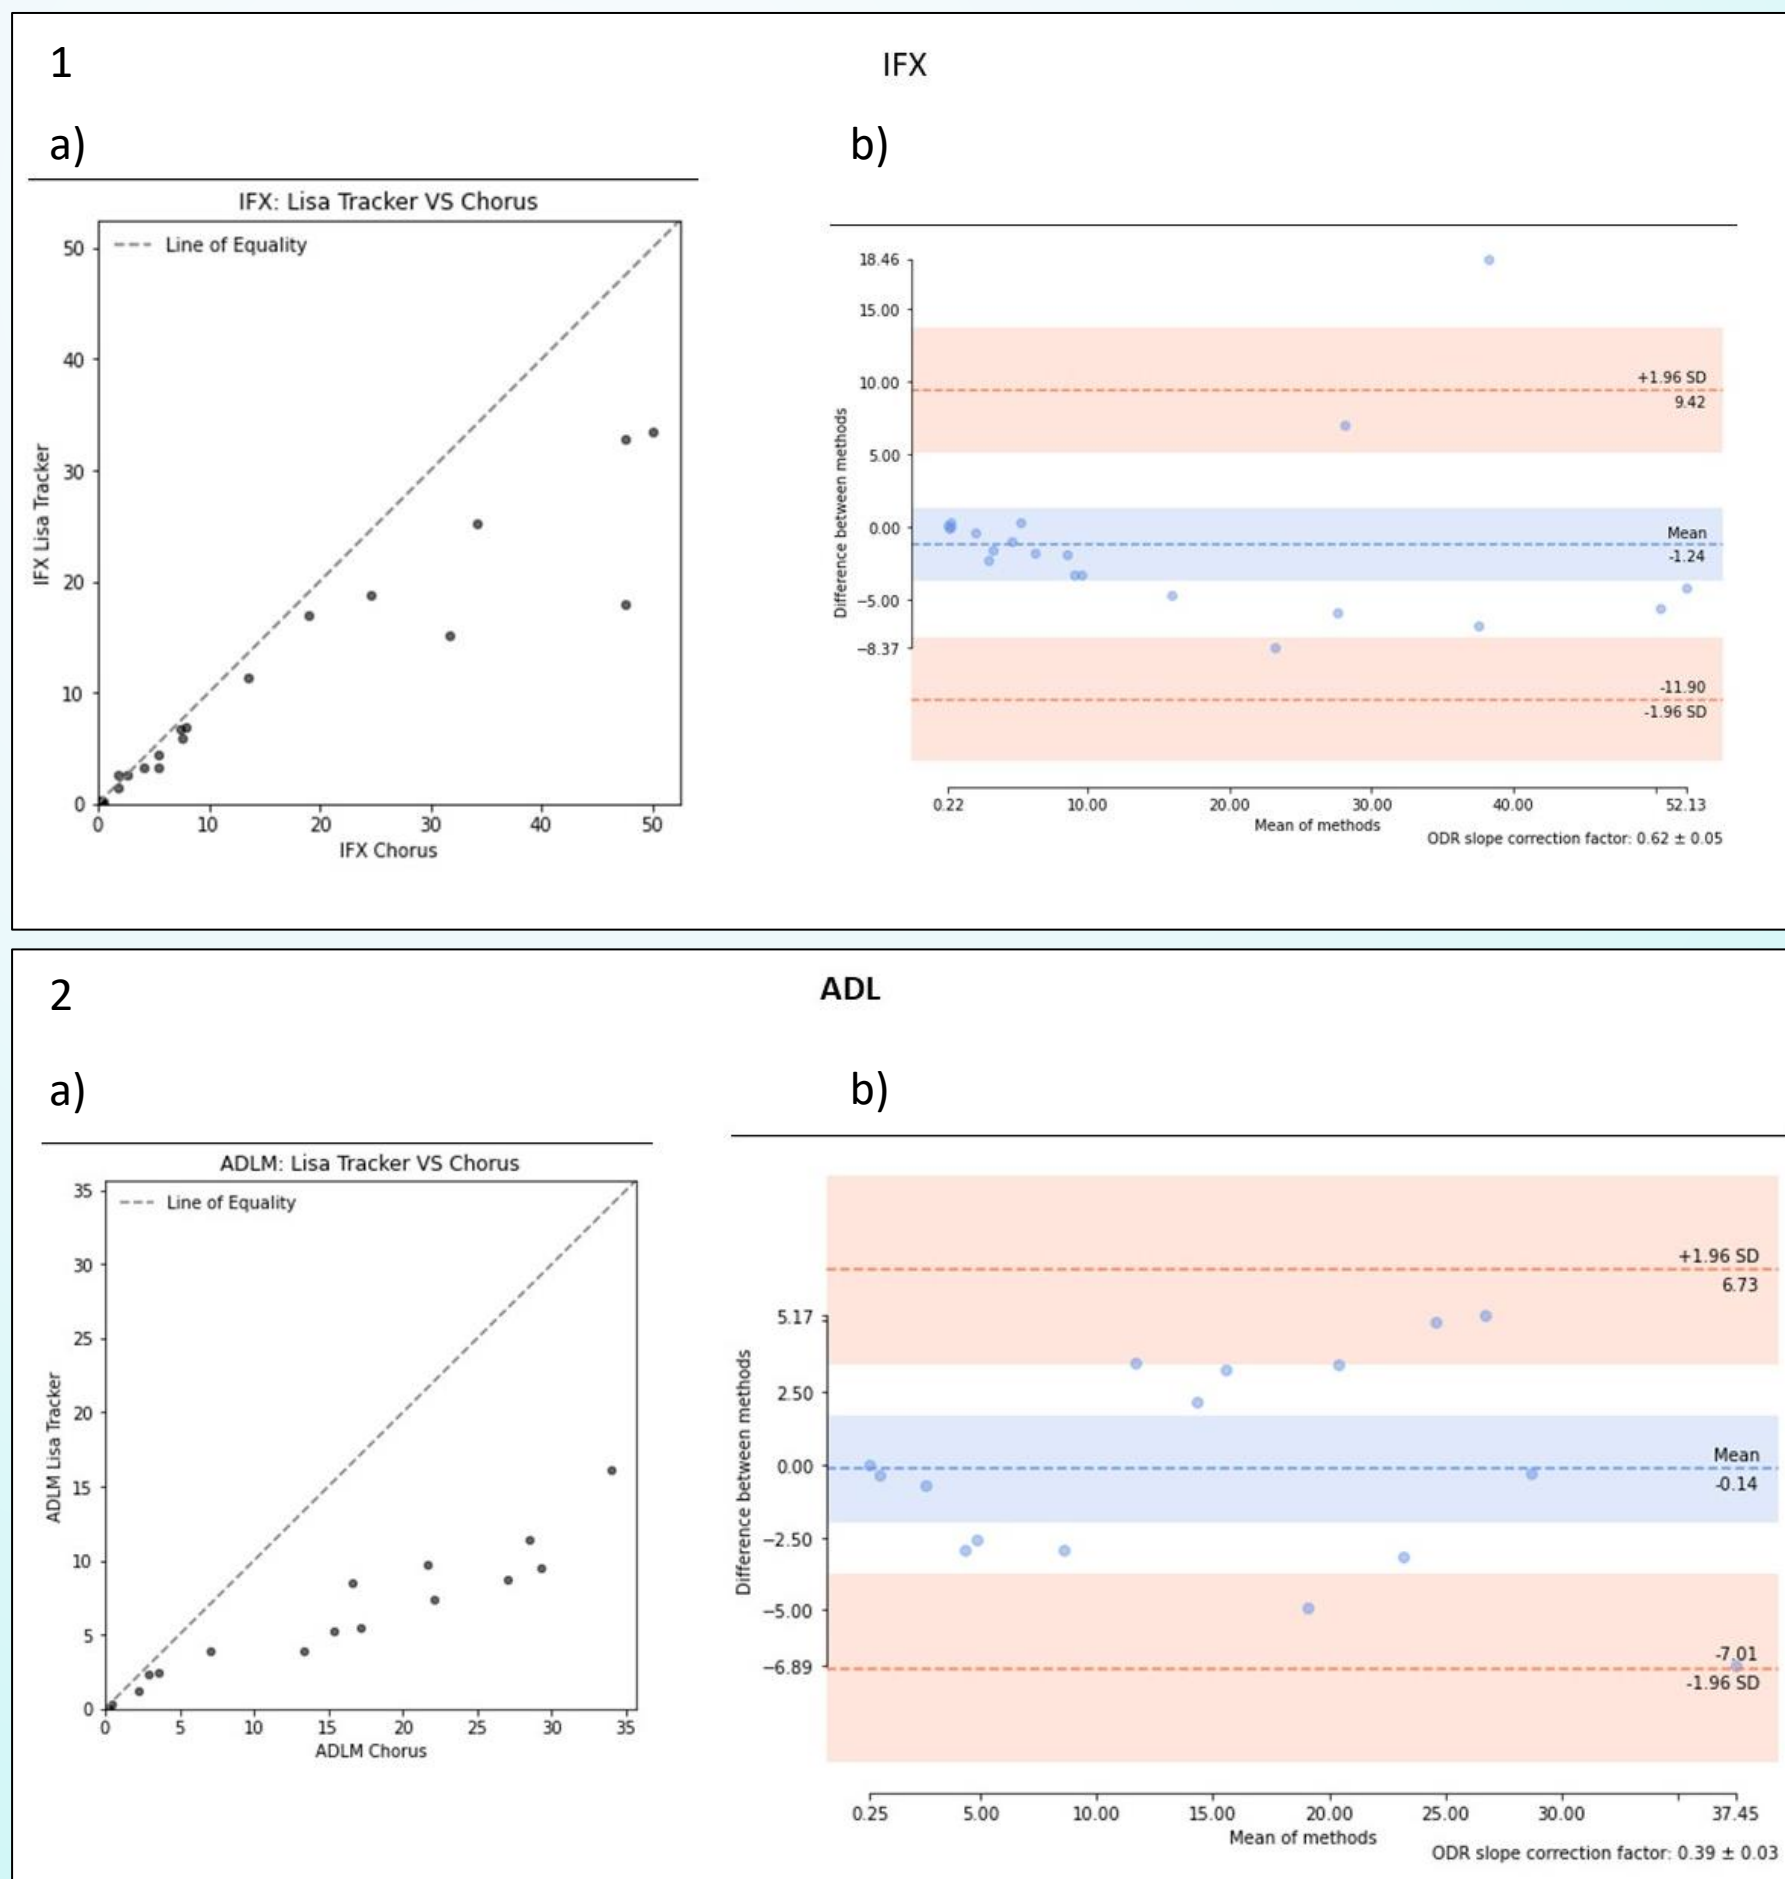 1
IFX
a)
b)
IFX: Lisa Tracker VS Chorus
Line of Equality
50
40
30
20
10
0
IFX Lisa Tracker
0 10 20 30 40 50
IFX Chorus
18.46
15.00
10.00
5.00
0.00
−5.00
−8.37
Difference between methods
+1.96 SD
9.42
Mean
-1.24
-11.90
-1.96 SD
0.22 10.00 20.00 30.00 40.00 52.13
Mean of methods
ODR slope correction factor: 0.62 ± 0.05
2
ADL
a)
b)
ADLM: Lisa Tracker VS Chorus
Line of Equality
35
30
25
20
15
10
5
0
ADLM Lisa Tracker
0 5 10 15 20 25 30 35
ADLM Chorus
5.17
2.50
0.00
−2.50
−5.00
−6.89
Difference between methods
+1.96 SD
6.73
Mean
-0.14
-7.01
-1.96 SD
0.25 5.00 10.00 15.00 20.00 25.00 30.00 37.45
Mean of methods
ODR slope correction factor: 0.39 ± 0.03